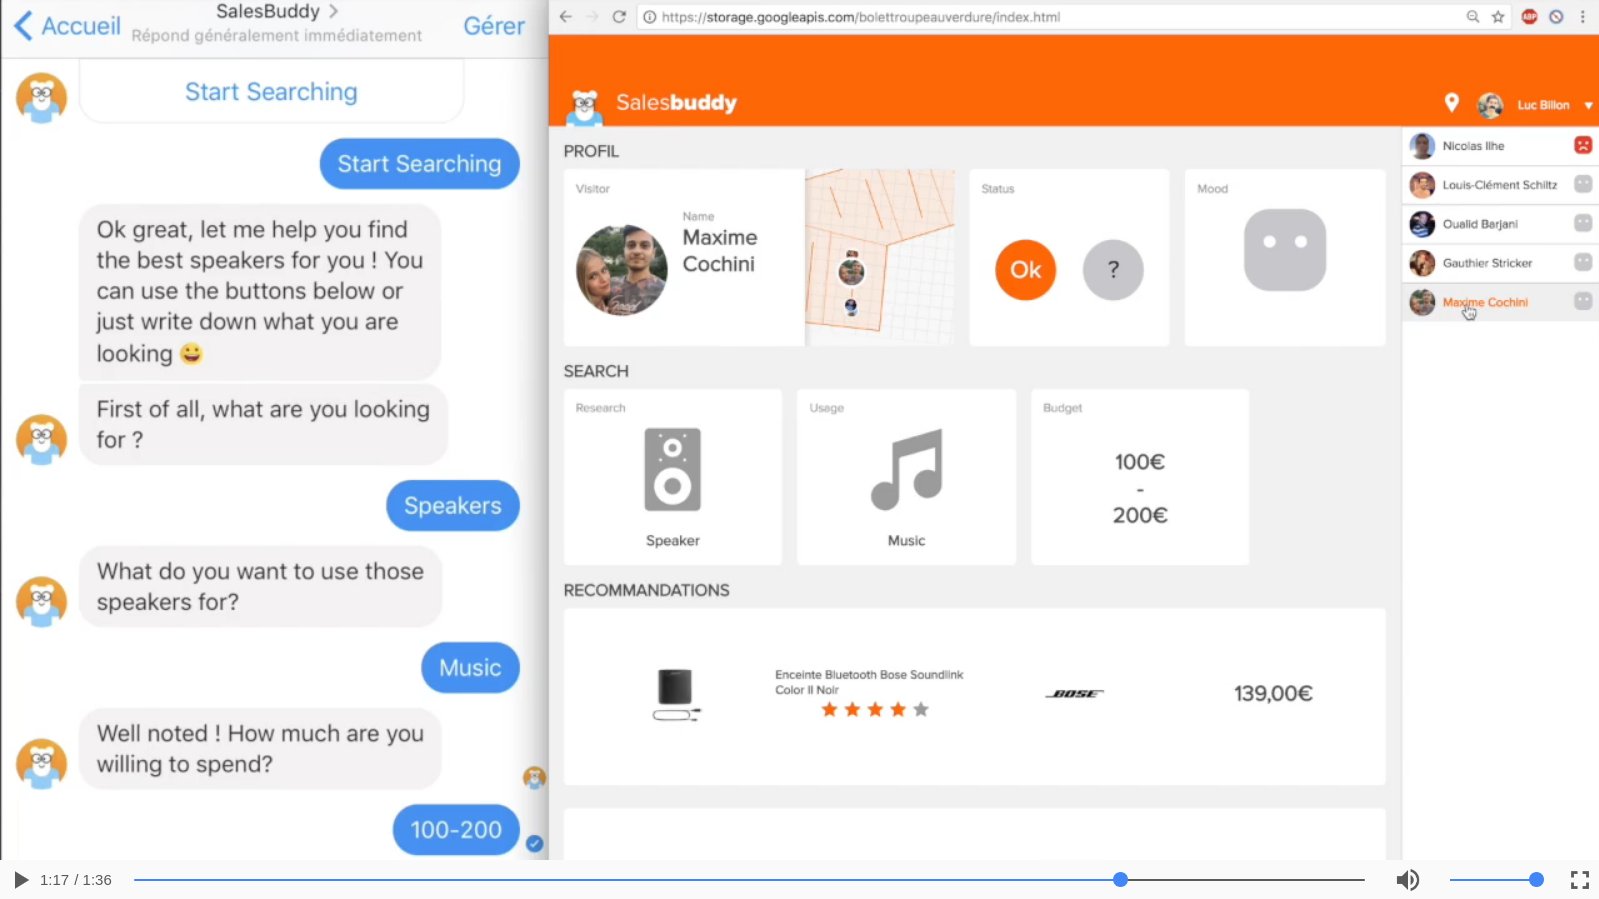 SalesBuddy
Accueil
Répond généralement immédiatement
Gérer
Start Searching
Start Searching
Ok great, let me help you find
the best speakers for you ! You
can use the buttons below or
just write down what you are
looking 😀
First of all, what are you looking
for ?
Speakers
What do you want to use those
speakers for?
Music
Well noted ! How much are you
willing to spend?
100-200
https://storage.googleapis.com/bolettroupeauverdure/index.html
ABP
Salesbuddy
Luc Billon
PROFIL
Visitor
Name
Maxime
Cochini
Status
Ok
?
Mood
Nicolas Ilhe
Louis-Clément Schiltz
Oualid Barjani
Gauthier Stricker
Maxime Cochini
SEARCH
Research
Speaker
Usage
Music
Budget
100€
-
200€
RECOMMANDATIONS
Enceinte Bluetooth Bose Soundlink
Color II Noir
BOSE
139,00€
1:17 / 1:36